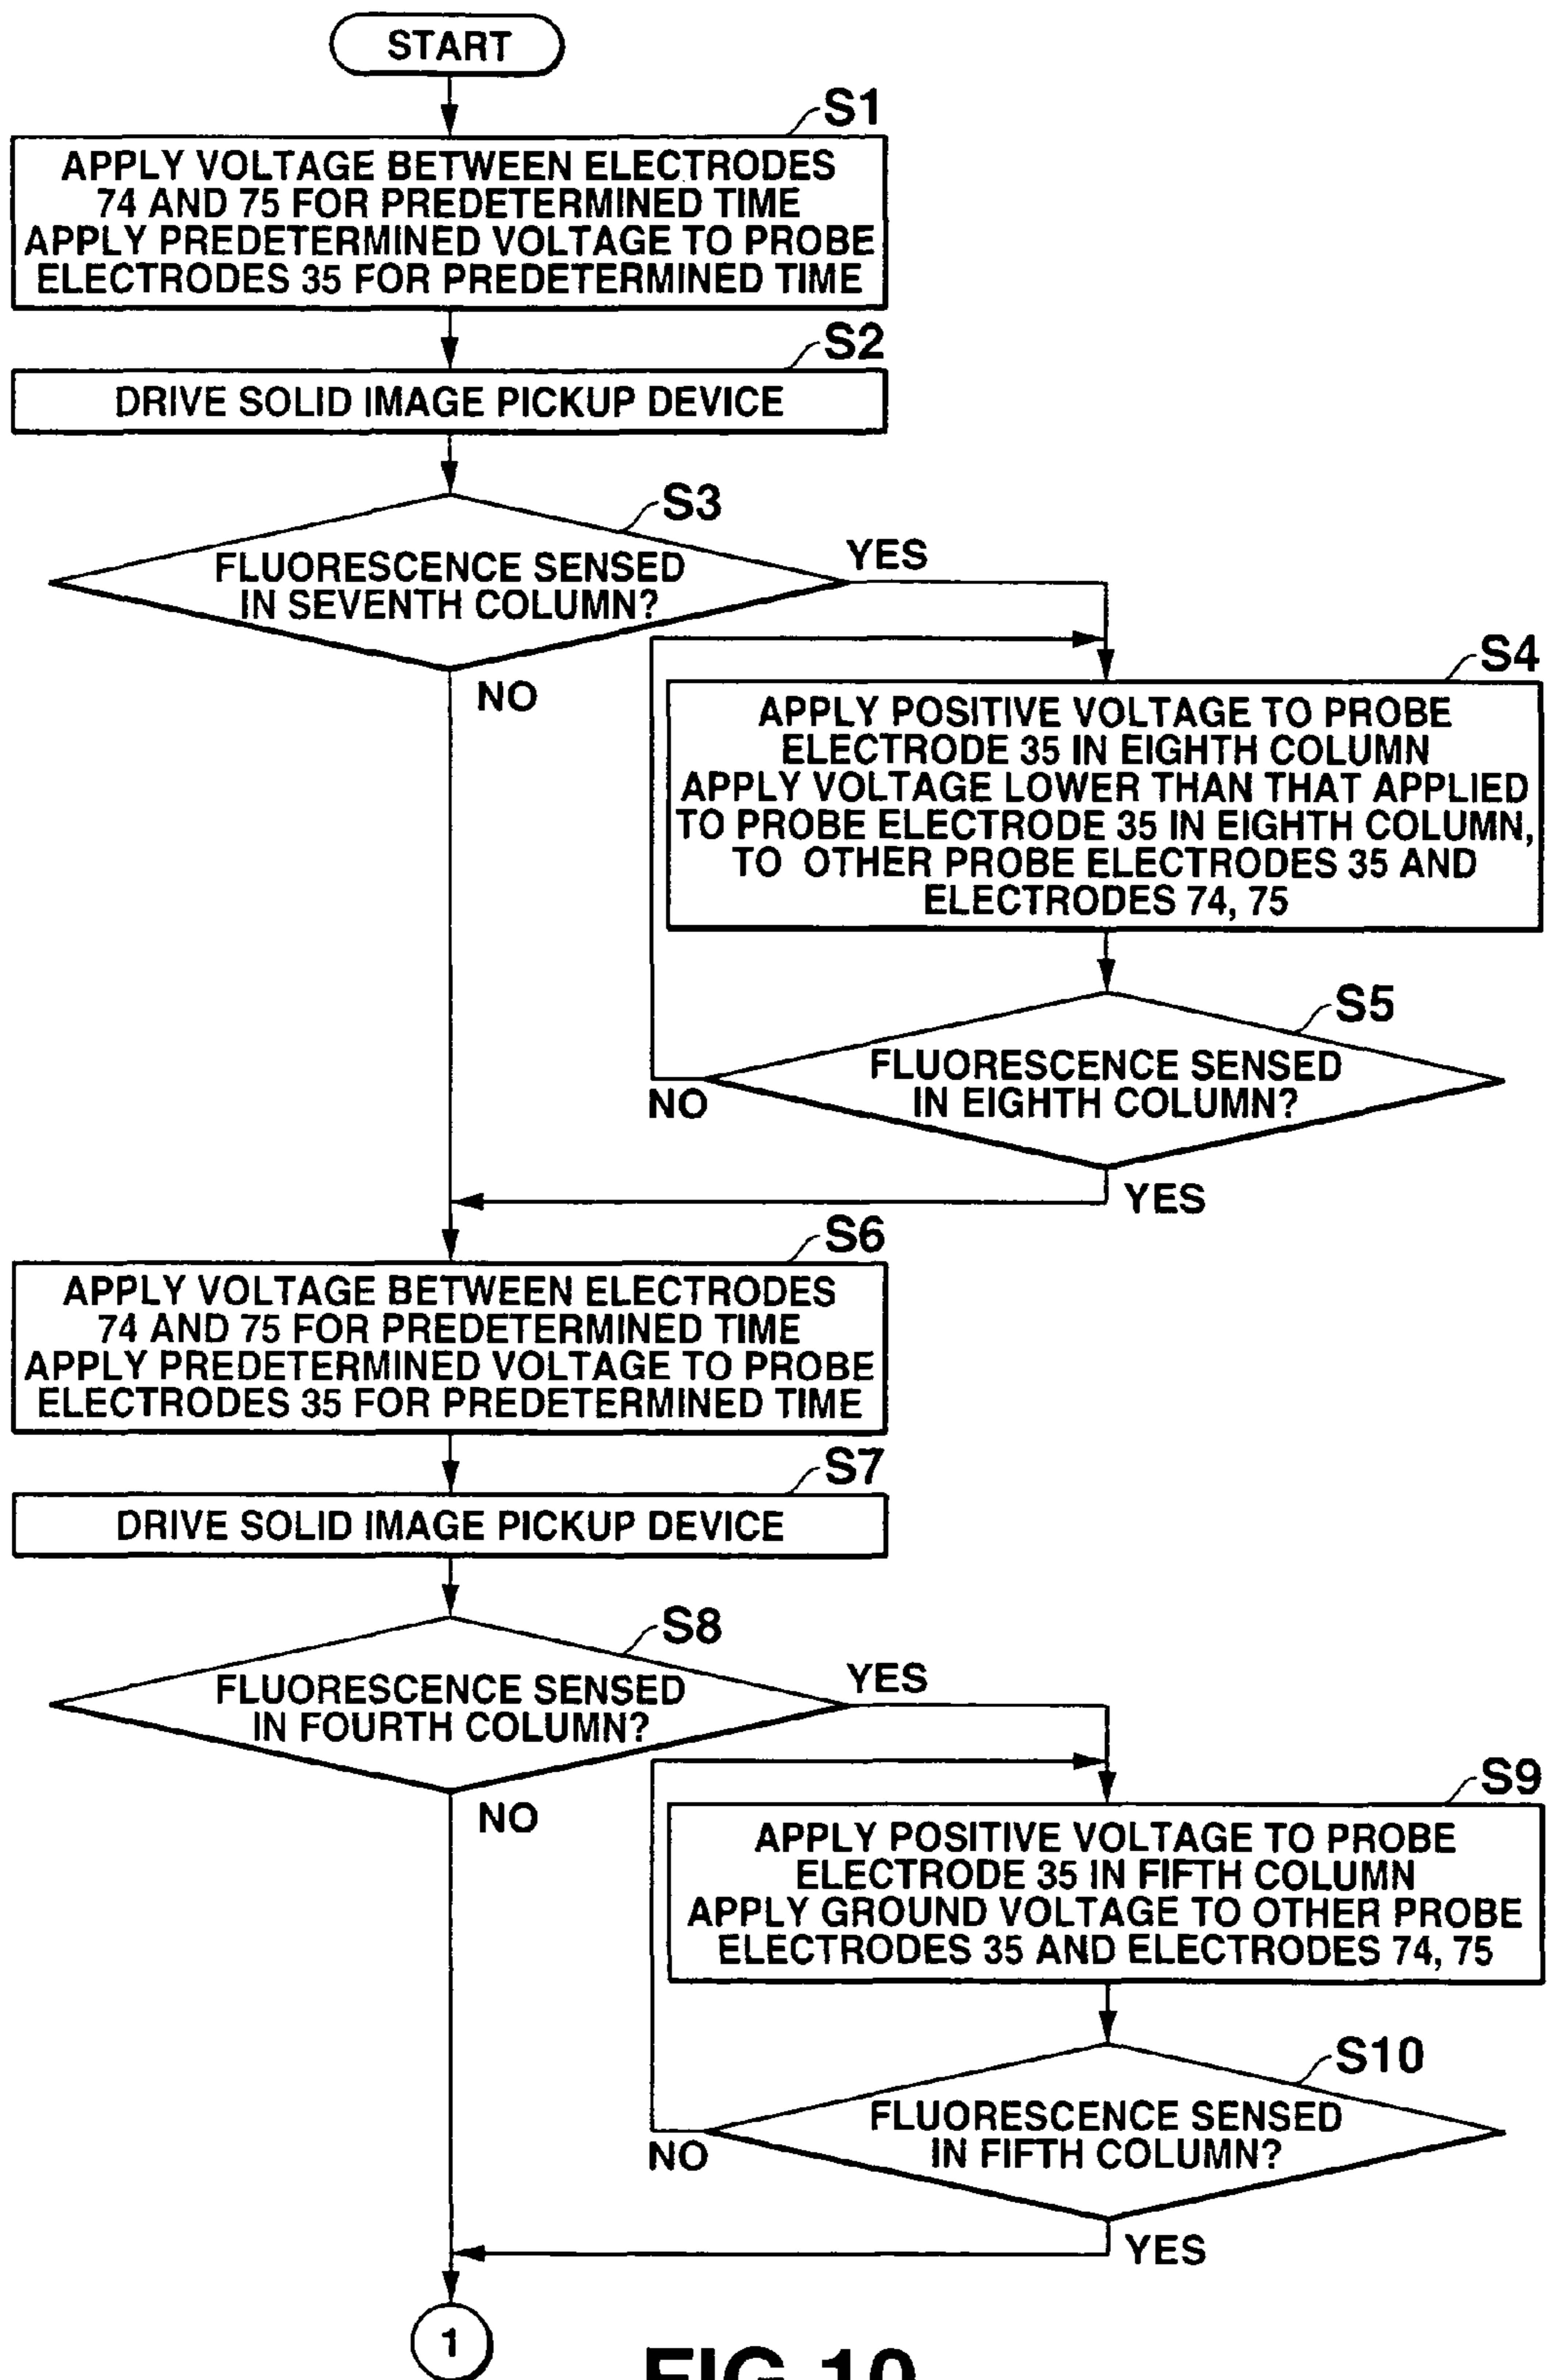 START
S1
APPLY VOLTAGE BETWEEN ELECTRODES
74 AND 75 FOR PREDETERMINED TIME
APPLY PREDETERMINED VOLTAGE TO PROBE
ELECTRODES 35 FOR PREDETERMINED TIME
S2
DRIVE SOLID IMAGE PICKUP DEVICE
S3
FLUORESCENCE SENSED
IN SEVENTH COLUMN?
YES
NO
S4
APPLY POSITIVE VOLTAGE TO PROBE
ELECTRODE 35 IN EIGHTH COLUMN
APPLY VOLTAGE LOWER THAN THAT APPLIED
TO PROBE ELECTRODE 35 IN EIGHTH COLUMN,
TO OTHER PROBE ELECTRODES 35 AND
ELECTRODES 74, 75
S5
FLUORESCENCE SENSED
IN EIGHTH COLUMN?
NO
YES
S6
APPLY VOLTAGE BETWEEN ELECTRODES
74 AND 75 FOR PREDETERMINED TIME
APPLY PREDETERMINED VOLTAGE TO PROBE
ELECTRODES 35 FOR PREDETERMINED TIME
S7
DRIVE SOLID IMAGE PICKUP DEVICE
S8
FLUORESCENCE SENSED
IN FOURTH COLUMN?
YES
NO
S9
APPLY POSITIVE VOLTAGE TO PROBE
ELECTRODE 35 IN FIFTH COLUMN
APPLY GROUND VOLTAGE TO OTHER PROBE
ELECTRODES 35 AND ELECTRODES 74, 75
S10
FLUORESCENCE SENSED
IN FIFTH COLUMN?
NO
YES
1
FIG.10